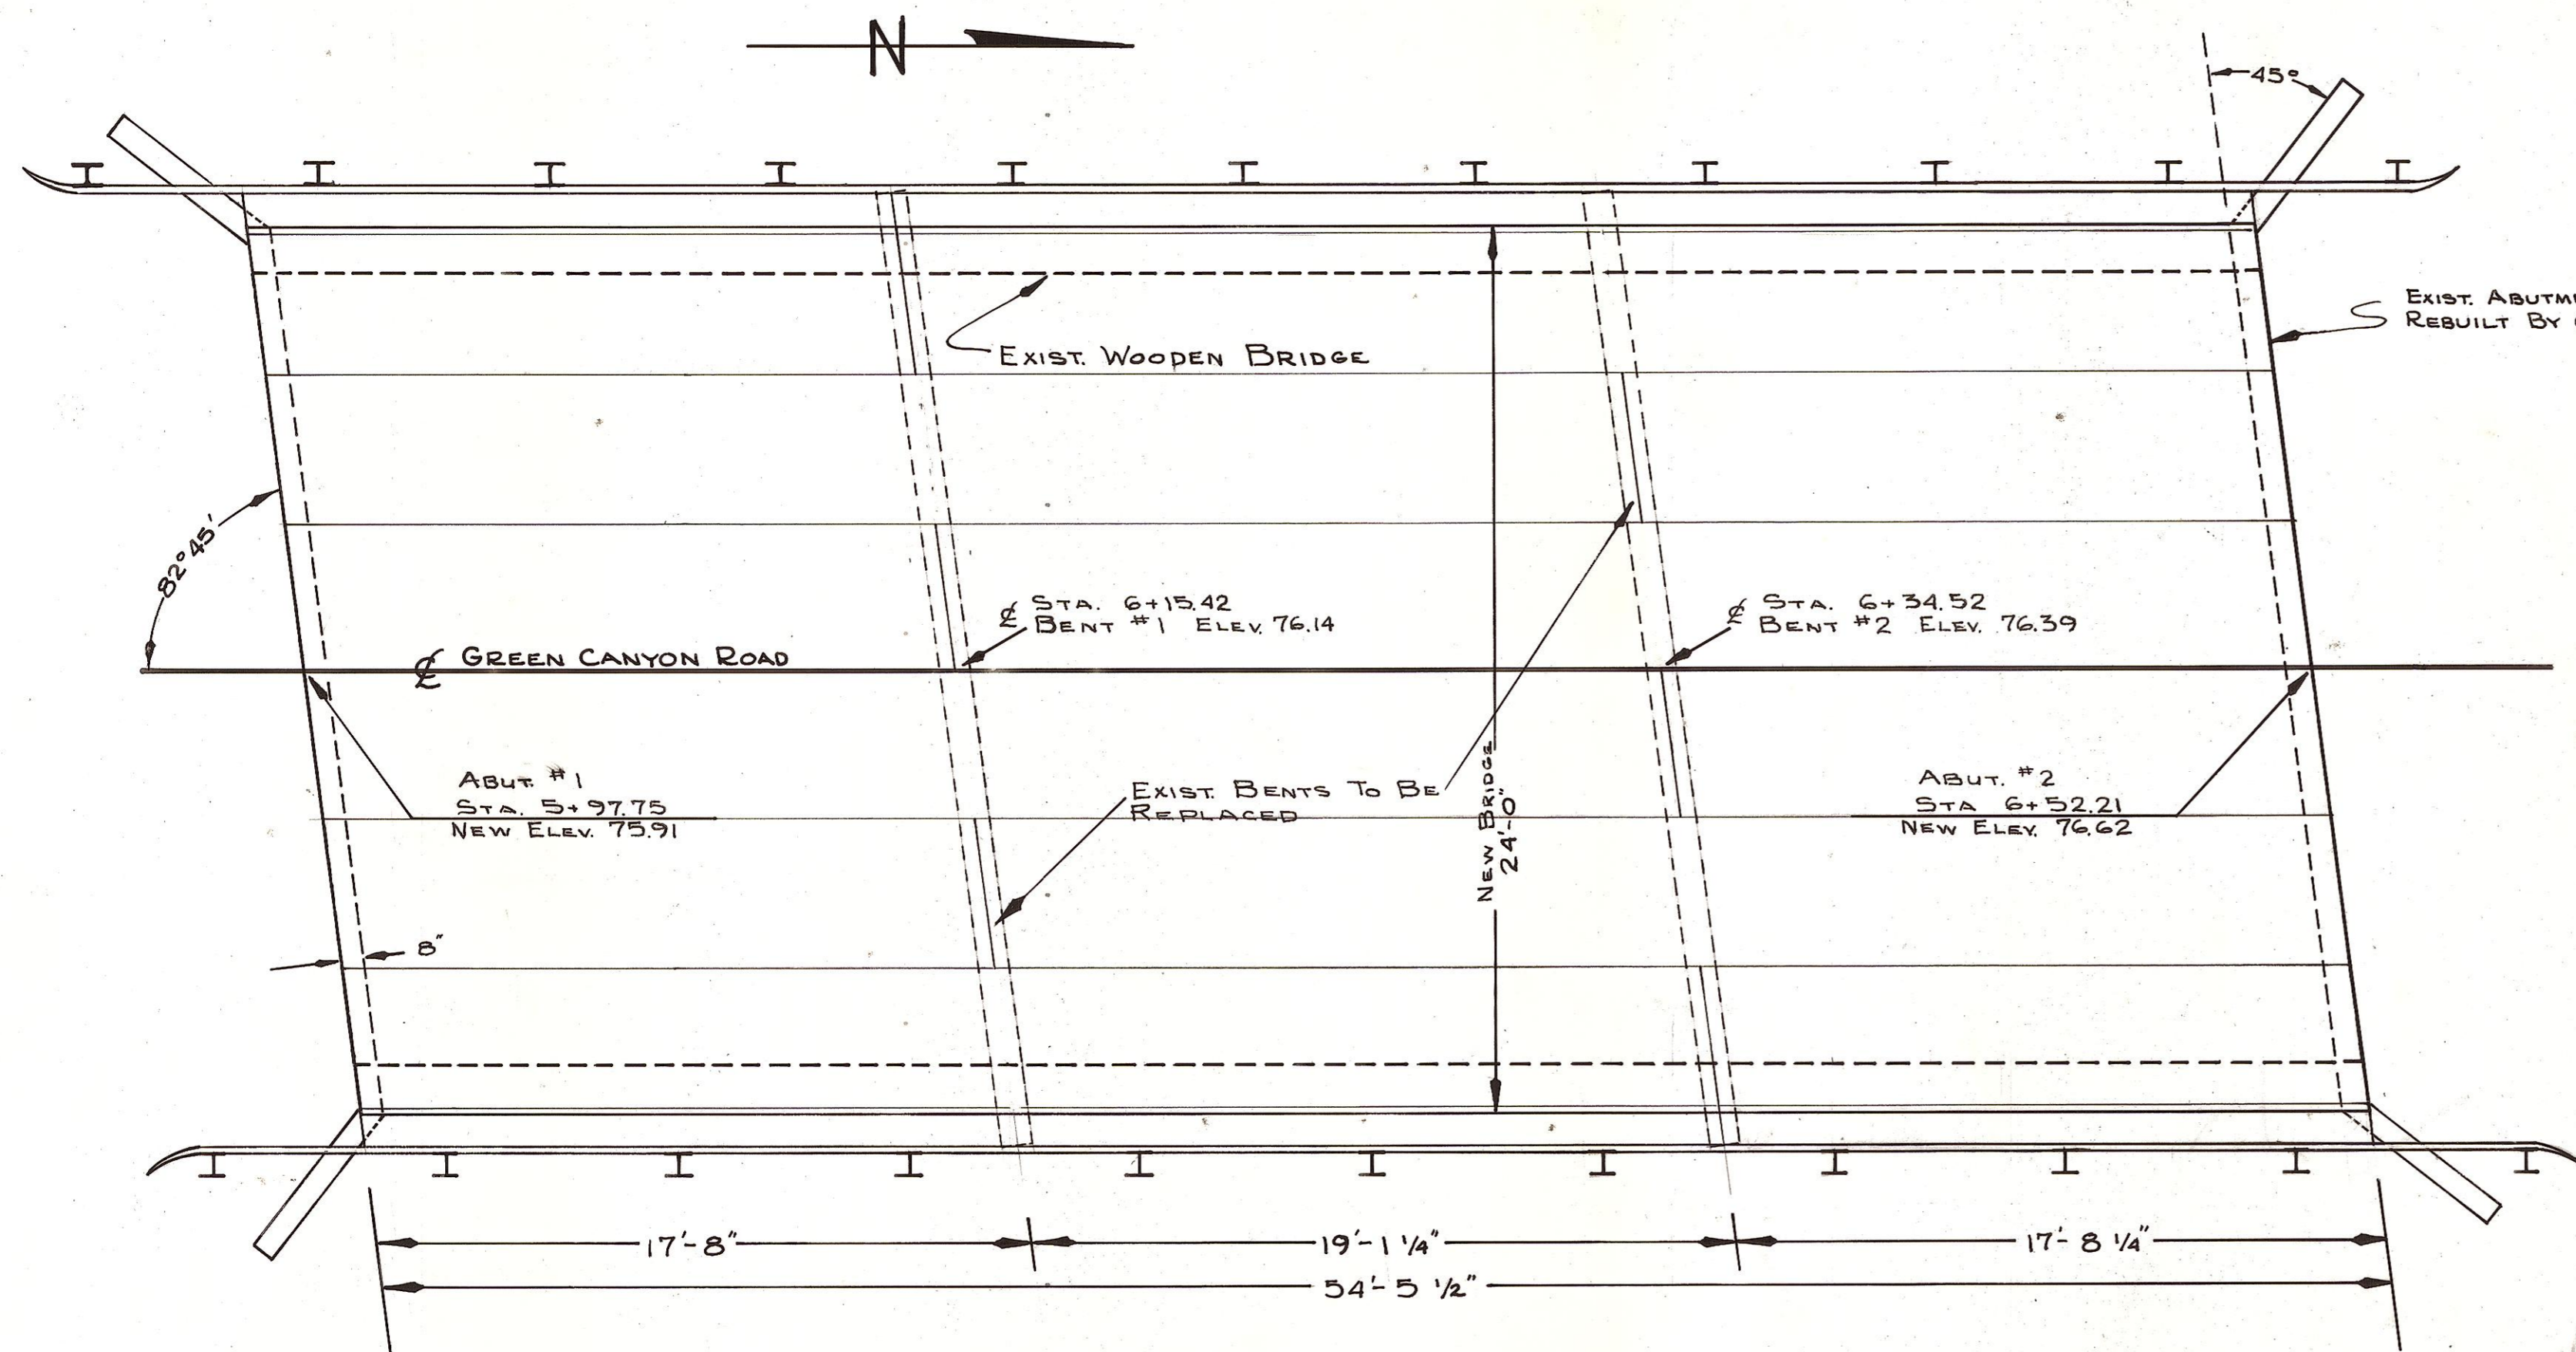 N
45°
EXIST. ABUTM
REBUILT BY
EXIST. WOODEN BRIDGE
82°45'
℄ STA. 6+15.42
BENT #1 ELEV. 76.14
℄ STA. 6+34.52
BENT #2 ELEV. 76.39
℄ GREEN CANYON ROAD
ABUT. #1
STA. 5+97.75
NEW ELEV. 75.91
EXIST. BENTS TO BE
REPLACED
NEW BRIDGE
24'-0"
ABUT. #2
STA 6+52.21
NEW ELEV. 76.62
8"
17'-8"
19'-1 1/4"
17'-8 1/4"
54'-5 1/2"